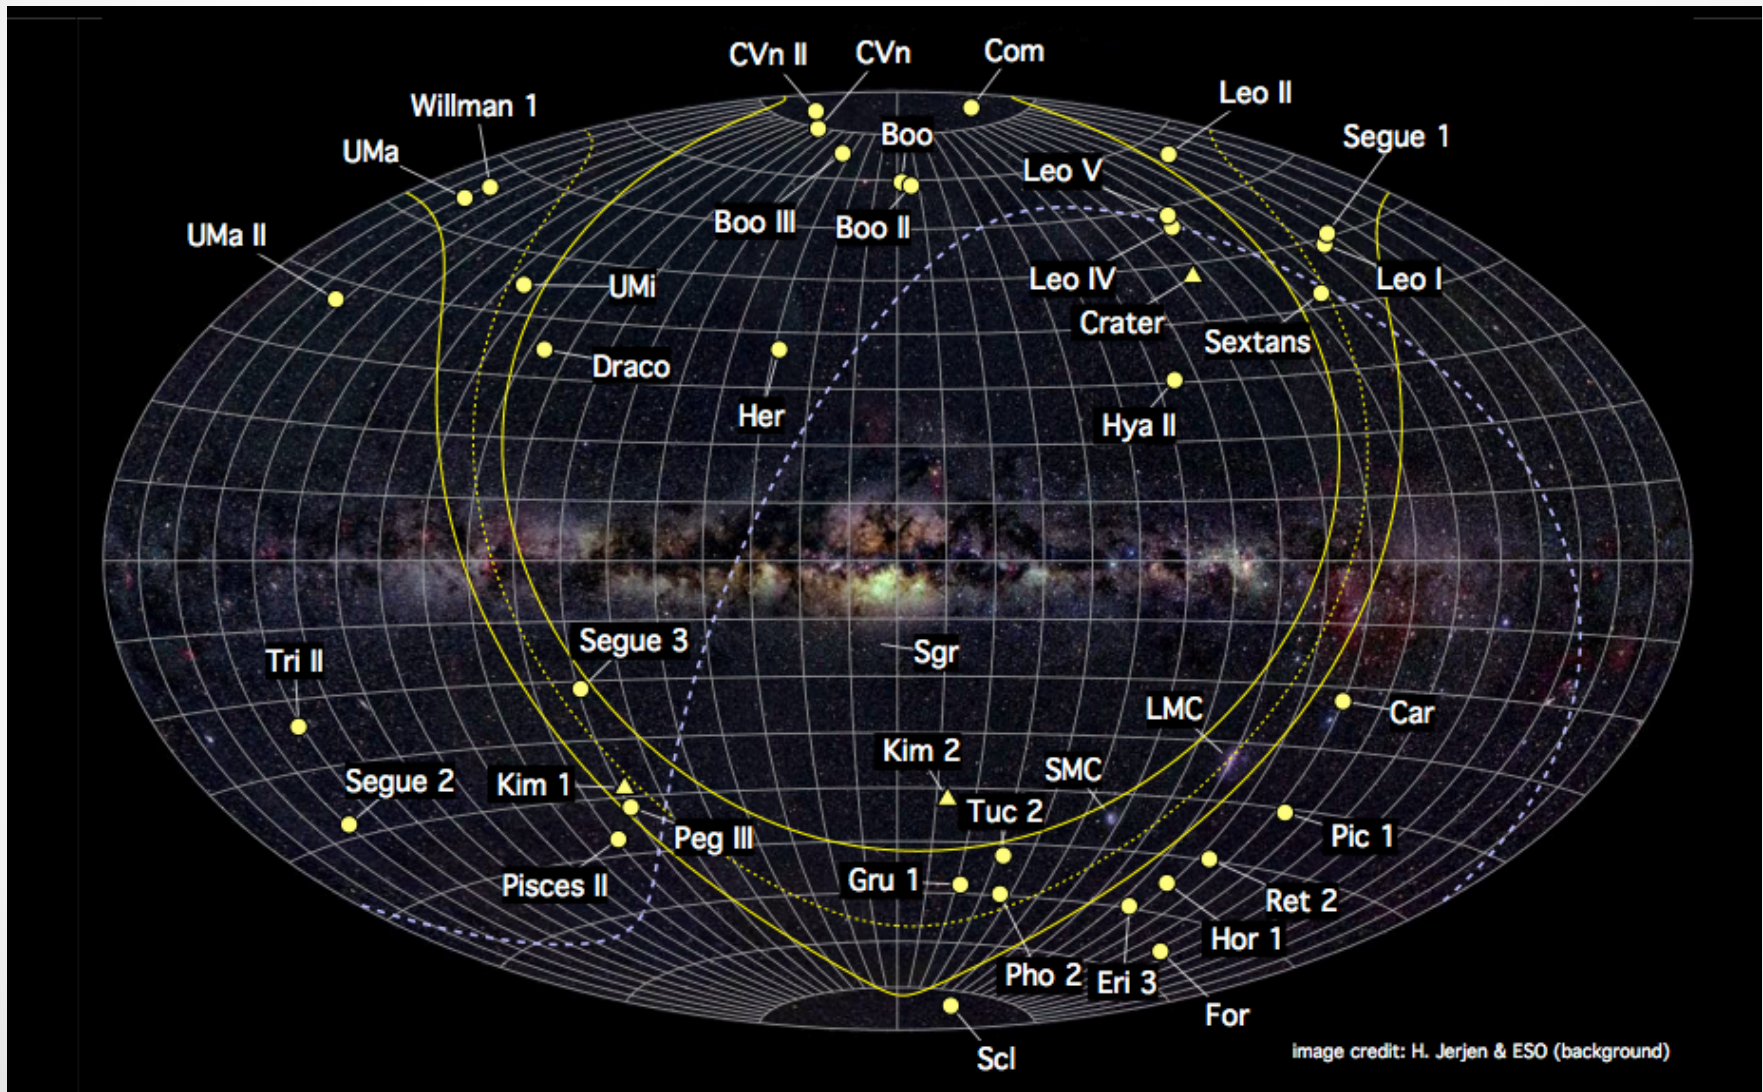 CVn II
CVn
Com
Leo II
Willman 1
Segue 1
Boo
UMa
Leo V
Boo III
Boo II
UMa II
Leo IV
Leo I
UMi
Crater
Sextans
Draco
Her
Hya II
Segue 3
Sgr
Tri II
LMC
Car
Kim 2
SMC
Segue 2
Kim 1
Tuc 2
Peg III
Pic 1
Gru 1
Pisces II
Ret 2
Hor 1
Pho 2
Eri 3
For
Scl
image credit: H. Jerjen & ESO (background)